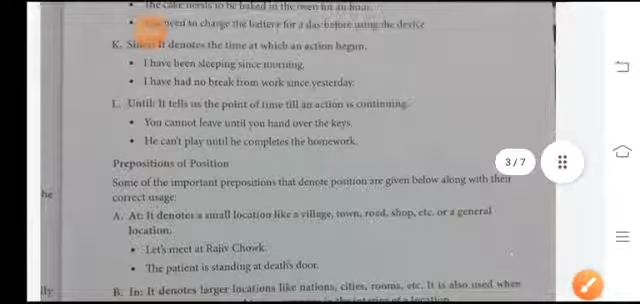 The cake needs to be baked in the oven for an hour.
need to charge the battery for a day before using the device
K. Since: It denotes the time at which an action begun.
• I have been sleeping since morning.
• I have had no break from work since yesterday.
L. Until: It tells us the point of time till an action is continuing.
• You cannot leave until you hand over the keys.
• He can't play until he completes the homework.
Prepositions of Position
Some of the important prepositions that denote position are given below along with their
correct usage:
he
A. At: It denotes a small location like a village, town, road, shop, etc. or a general
location.
• Let's meet at Rajiv Chowk.
• The patient is standing at death's door.
lly
B. In: It denotes larger locations like nations, cities, rooms, etc. It is also used when
the interior of a location.
3/7